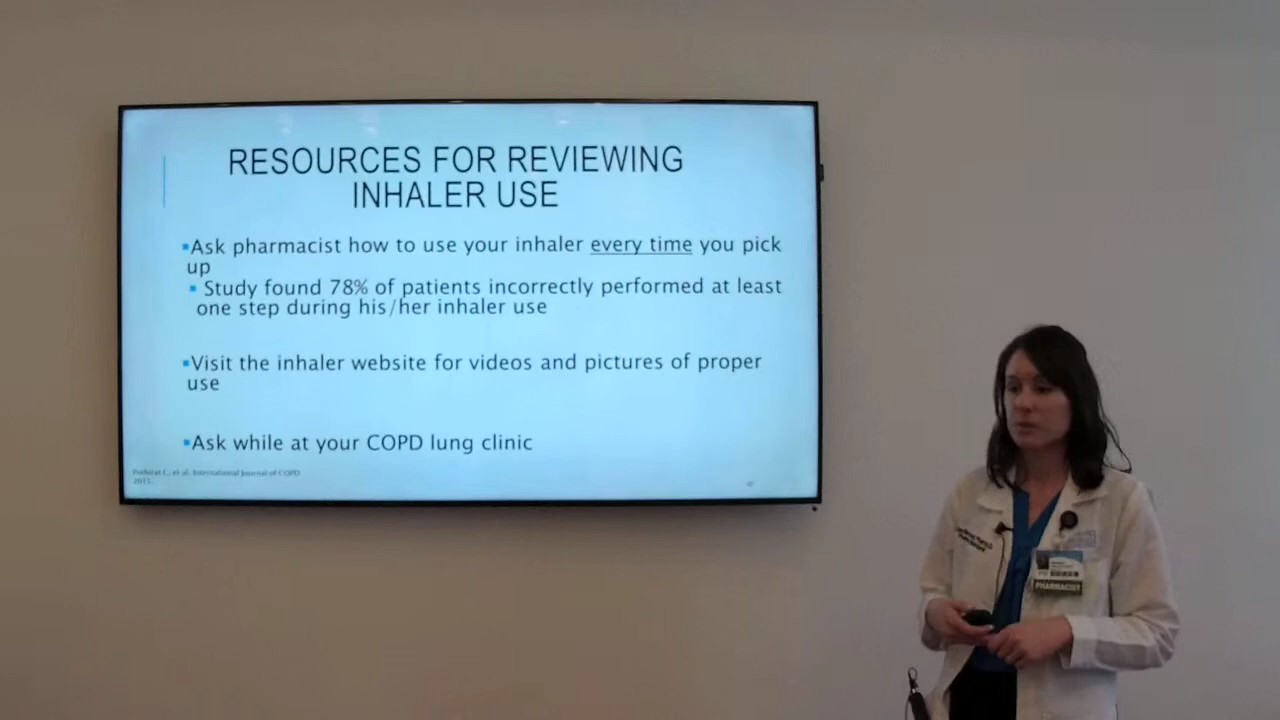 RESOURCES FOR REVIEWING
INHALER USE
▪Ask pharmacist how to use your inhaler every time you pick
up
▪ Study found 78% of patients incorrectly performed at least
one step during his/her inhaler use
▪Visit the inhaler website for videos and pictures of proper
use
▪Ask while at your COPD lung clinic
et al. International Journal of COPD
PHARMACIST